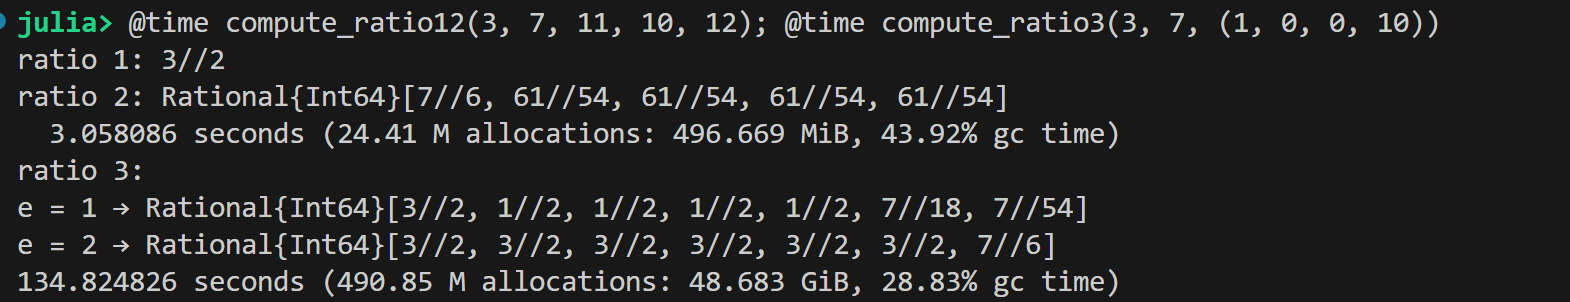 julia> @time compute_ratio12(3, 7, 11, 10, 12); @time compute_ratio3(3, 7, (1, 0, 0, 10))
ratio 1: 3//2
ratio 2: Rational{Int64}[7//6, 61//54, 61//54, 61//54, 61//54]
  3.058086 seconds (24.41 M allocations: 496.669 MiB, 43.92% gc time)
ratio 3:
e = 1 → Rational{Int64}[3//2, 1//2, 1//2, 1//2, 1//2, 7//18, 7//54]
e = 2 → Rational{Int64}[3//2, 3//2, 3//2, 3//2, 3//2, 3//2, 7//6]
134.824826 seconds (490.85 M allocations: 48.683 GiB, 28.83% gc time)